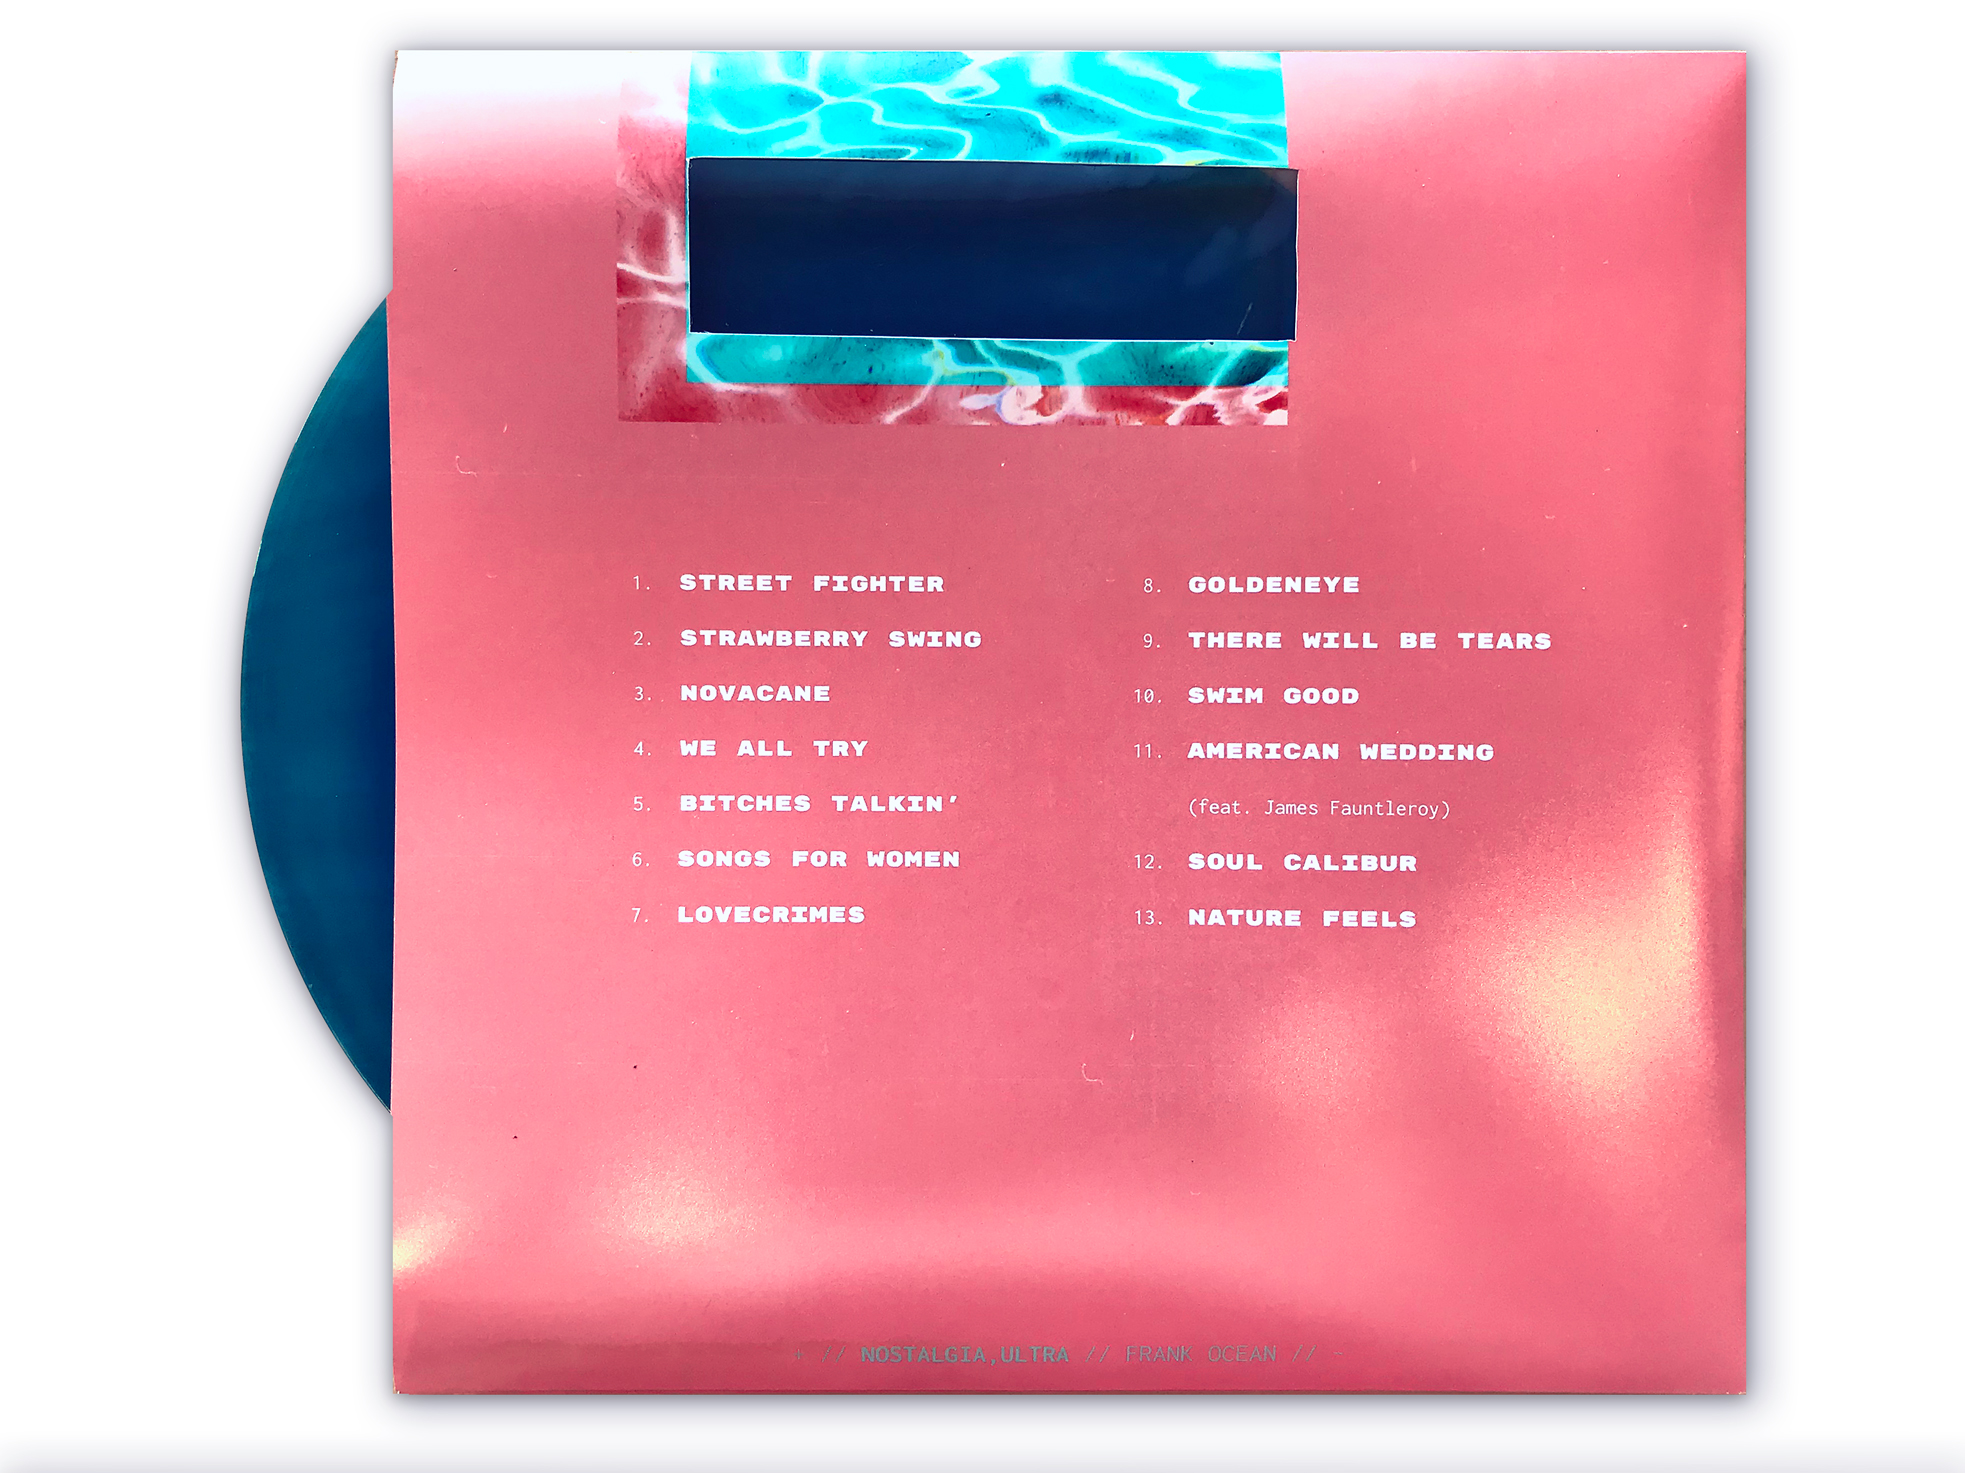 1. STREET FIGHTER
2. STRAWBERRY SWING
3. NOVACANE
4. WE ALL TRY
5. BITCHES TALKIN'
6. SONGS FOR WOMEN
7. LOVECRIMES
8. GOLDENEYE
9. THERE WILL BE TEARS
10. SWIM GOOD
11. AMERICAN WEDDING
(feat. James Fauntleroy)
12. SOUL CALIBUR
13. NATURE FEELS
+ // NOSTALGIA,ULTRA // FRANK OCEAN // -